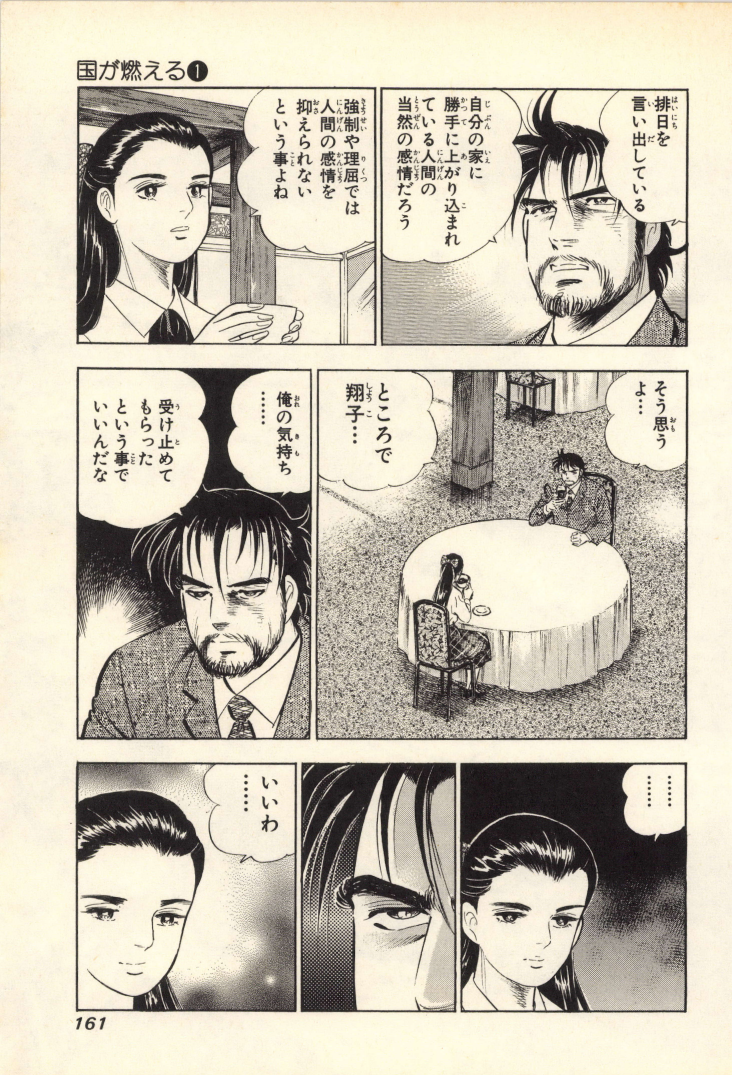 国が燃える❶
排日を
言い出している
自分の家に
勝手に上がり込まれ
ている人間の
当然の感情だろう
強制や理屈では
人間の感情を
抑えられない
という事よね
そう思う
よ…
ところで
翔子…
俺の気持ち
……
受け止めて
もらった
という事で
いいんだな
……
いいわ
……
161